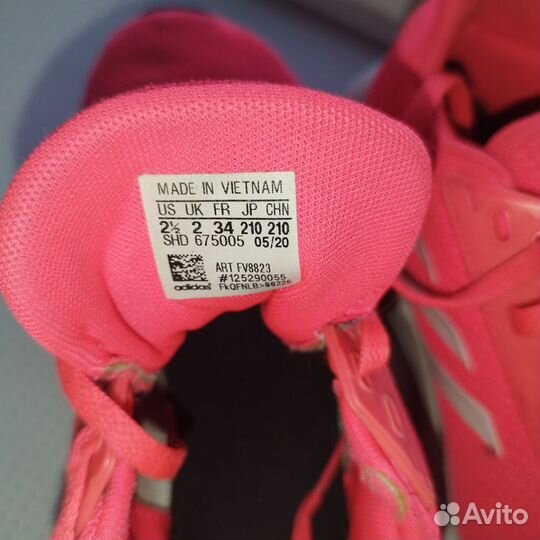 MADE IN VIETNAM
US UK FR JP CHN
2½ 2 34 210 210
SHD 675005 05/20
ART FV8823
#125290055
adidas
Avito